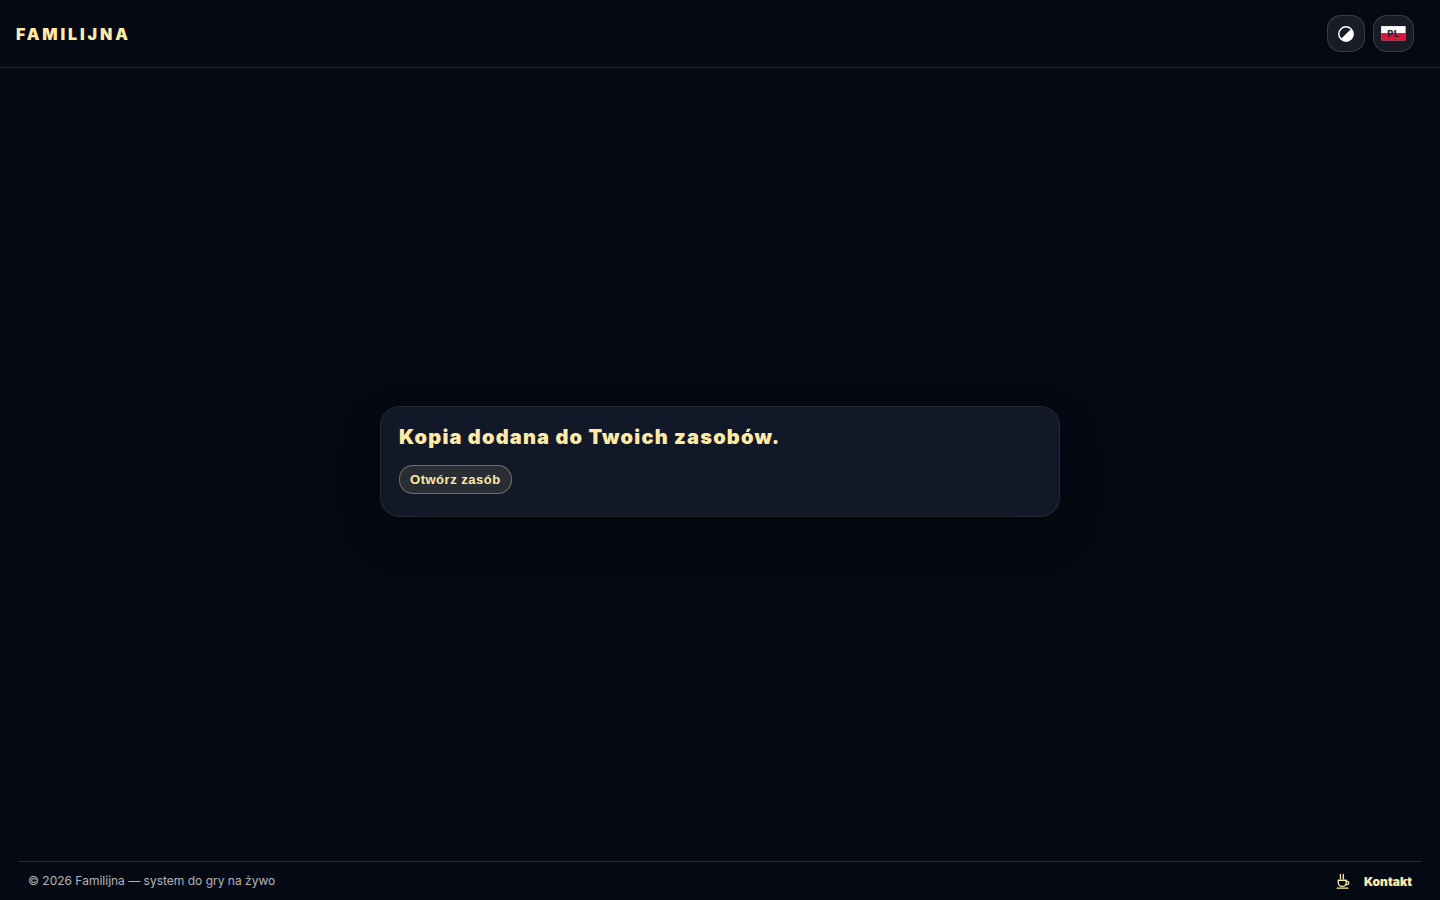 FAMILIJNA
PL
Kopia dodana do Twoich zasobów.
Otwórz zasób
© 2026 Familijna — system do gry na żywo
Kontakt